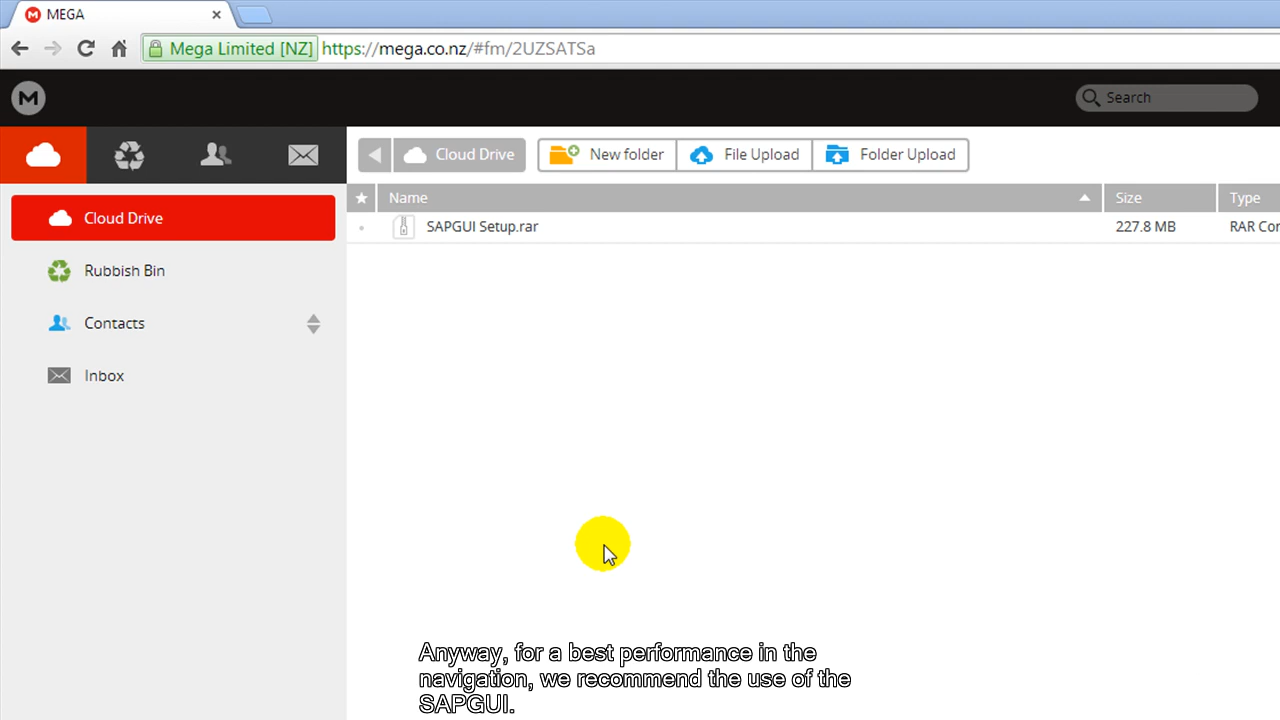 MEGA
Mega Limited [NZ] https://mega.co.nz/#fm/2UZSATSa
M
Search
Cloud Drive
New folder
File Upload
Folder Upload
Name
Size
Type
Cloud Drive
SAPGUI Setup.rar
227.8 MB
RAR Cor
Rubbish Bin
Contacts
Inbox
Anyway, for a best performance in the
navigation, we recommend the use of the
SAPGUI.